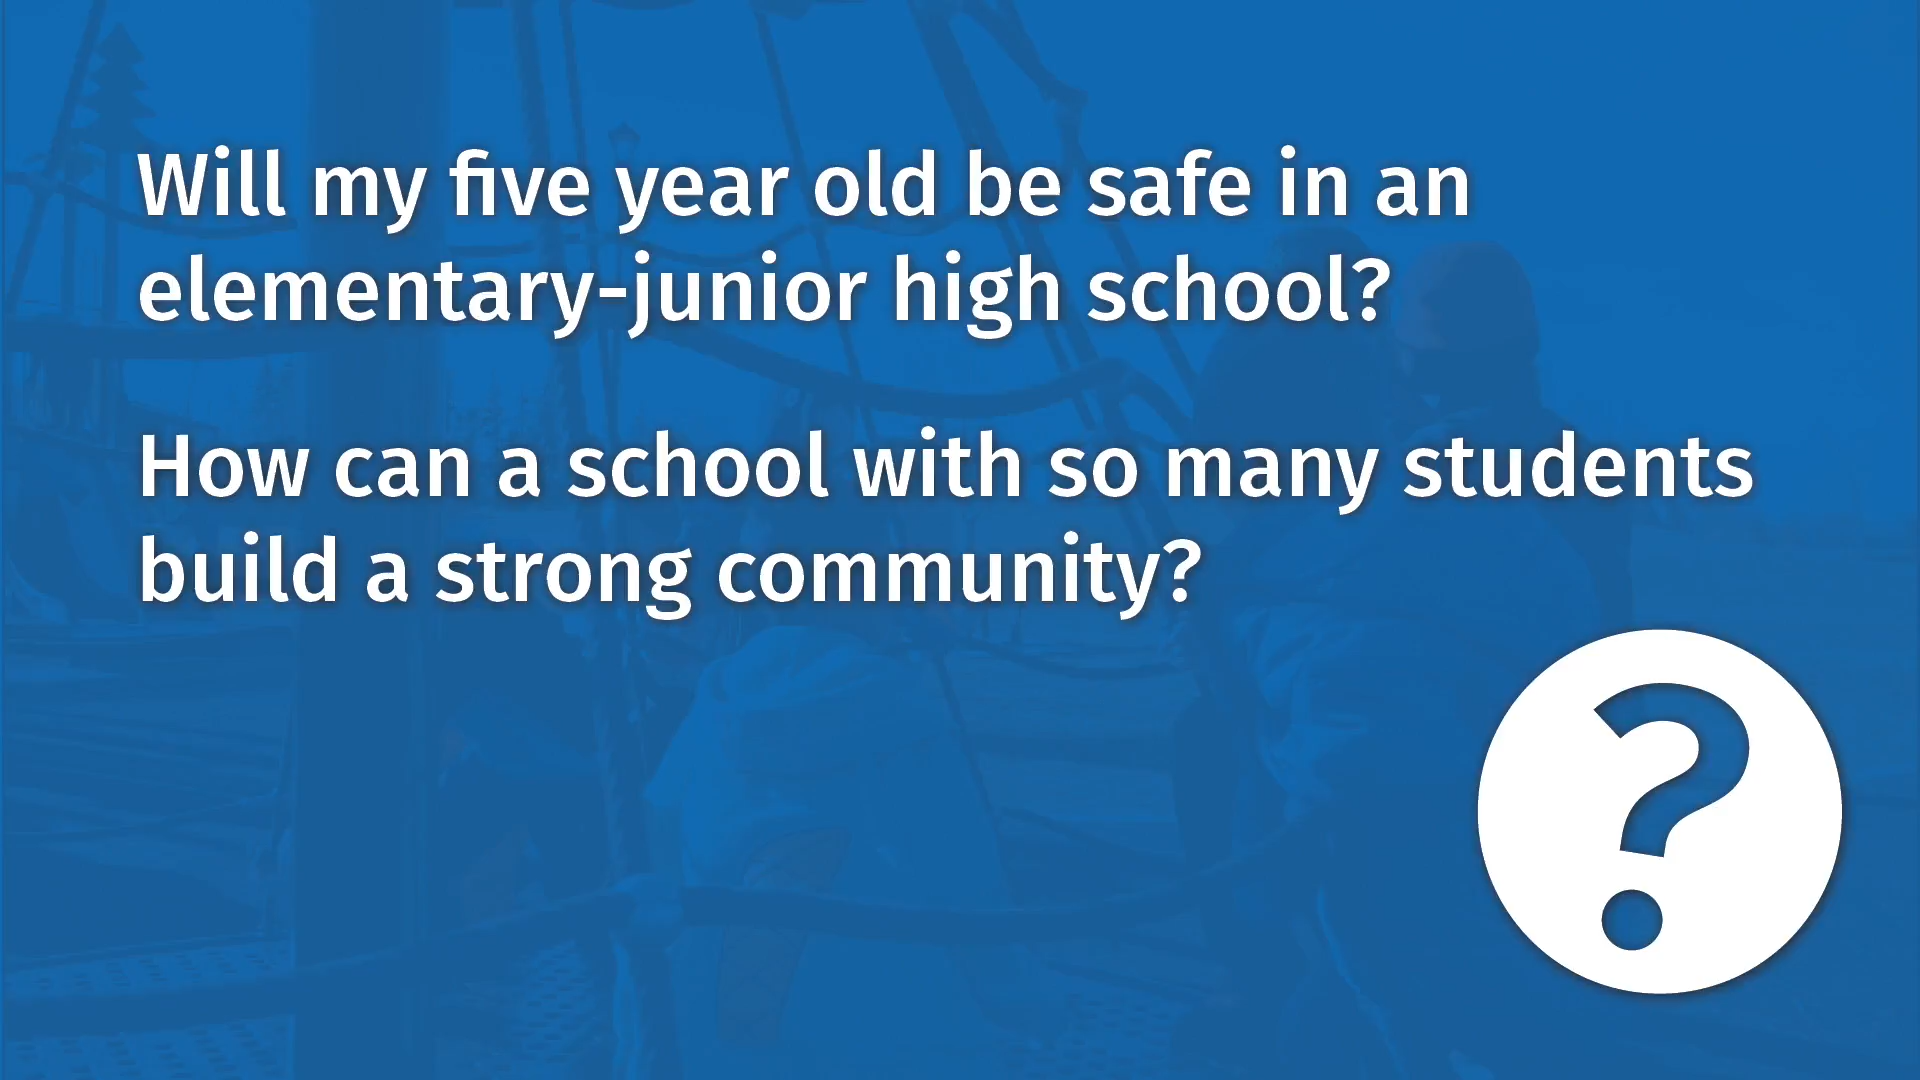 Will my five year old be safe in an
elementary-junior high school?
How can a school with so many students
build a strong community?
?